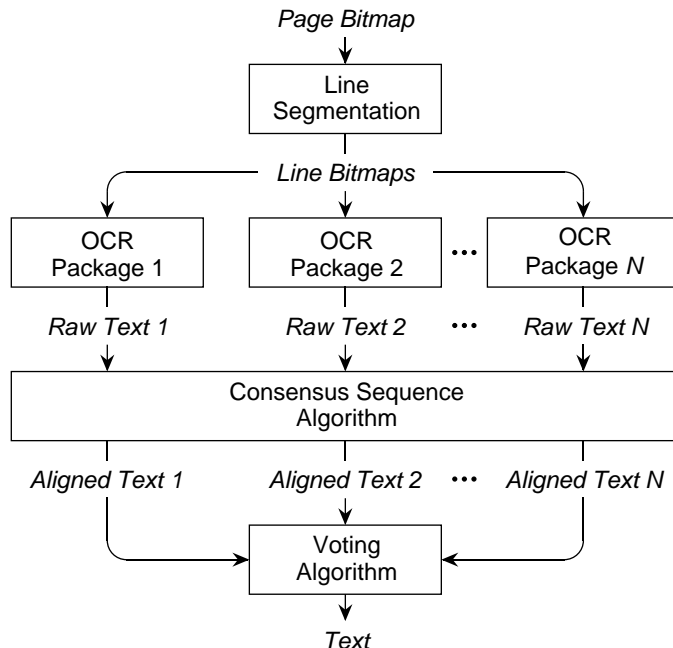 Page Bitmap
Line
Segmentation
Line Bitmaps
OCR
Package 1
OCR
Package 2
•••
OCR
Package N
Raw Text 1
Raw Text 2
•••
Raw Text N
Consensus Sequence
Algorithm
Aligned Text 1
Aligned Text 2
•••
Aligned Text N
Voting
Algorithm
Text